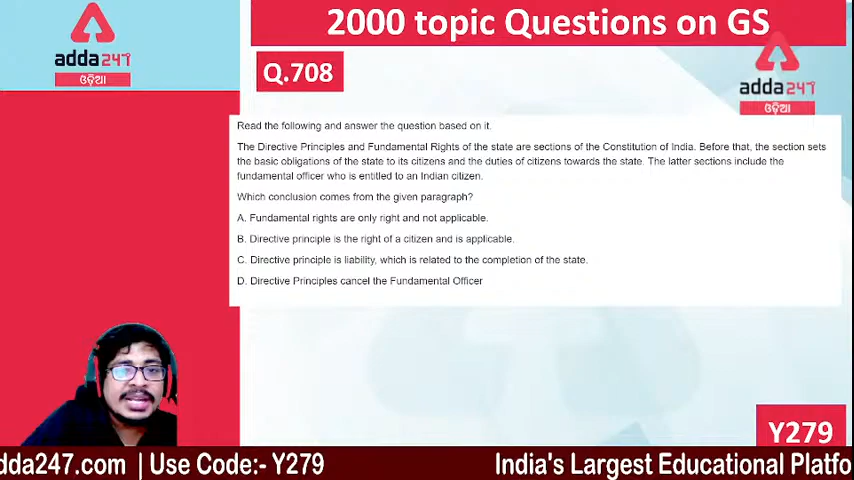 2000 topic Questions on GS
adda247
ଓଡ଼ିଆ
Q.708
adda247
ଓଡ଼ିଆ
Read the following and answer the question based on it.
The Directive Principles and Fundamental Rights of the state are sections of the Constitution of India. Before that, the section sets
the basic obligations of the state to its citizens and the duties of citizens towards the state. The latter sections include the
fundamental officer who is entitled to an Indian citizen.
Which conclusion comes from the given paragraph?
A. Fundamental rights are only right and not applicable.
B. Directive principle is the right of a citizen and is applicable.
C. Directive principle is liability, which is related to the completion of the state.
D. Directive Principles cancel the Fundamental Officer
Y279
dda247.com | Use Code:- Y279 India's Largest Educational Platfo